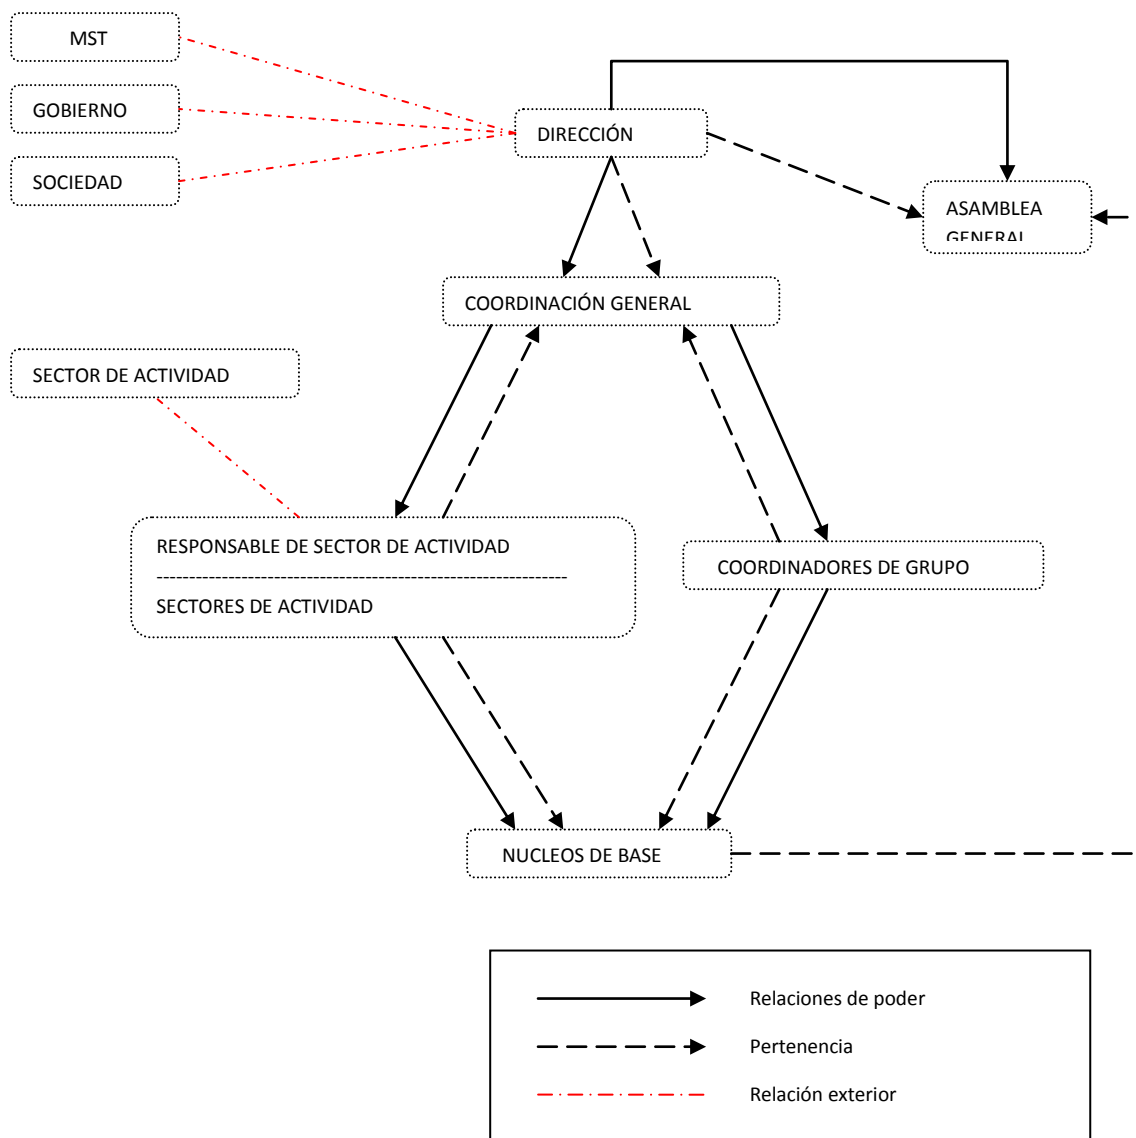 MST
GOBIERNO
DIRECCIÓN
SOCIEDAD
ASAMBLEA
GENERAL
COORDINACIÓN GENERAL
SECTOR DE ACTIVIDAD
RESPONSABLE DE SECTOR DE ACTIVIDAD
---------------------------------------------------------------
SECTORES DE ACTIVIDAD
COORDINADORES DE GRUPO
NUCLEOS DE BASE
Relaciones de poder
Pertenencia
Relación exterior